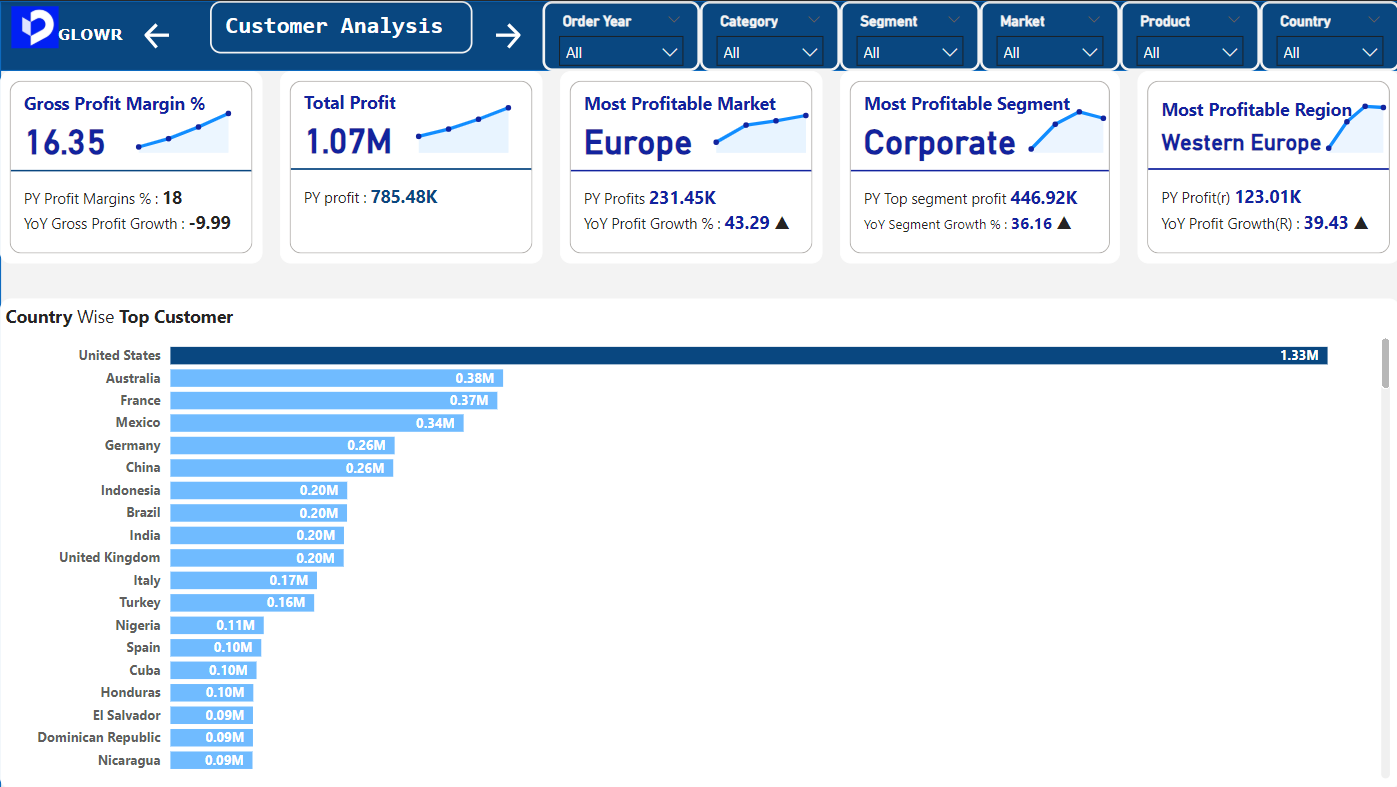 GLOWR
Customer Analysis
Order Year
All
Category
All
Segment
All
Market
All
Product
All
Country
All
Gross Profit Margin %
16.35
PY Profit Margins % : 18
YoY Gross Profit Growth : -9.99
Total Profit
1.07M
PY profit : 785.48K
Most Profitable Market
Europe
PY Profits 231.45K
YoY Profit Growth % : 43.29 ▲
Most Profitable Segment
Corporate
PY Top segment profit 446.92K
YoY Segment Growth % : 36.16 ▲
Most Profitable Region
Western Europe
PY Profit(r) 123.01K
YoY Profit Growth(R) : 39.43 ▲
Country Wise Top Customer
United States 1.33M
Australia 0.38M
France 0.37M
Mexico 0.34M
Germany 0.26M
China 0.26M
Indonesia 0.20M
Brazil 0.20M
India 0.20M
United Kingdom 0.20M
Italy 0.17M
Turkey 0.16M
Nigeria 0.11M
Spain 0.10M
Cuba 0.10M
Honduras 0.10M
El Salvador 0.09M
Dominican Republic 0.09M
Nicaragua 0.09M